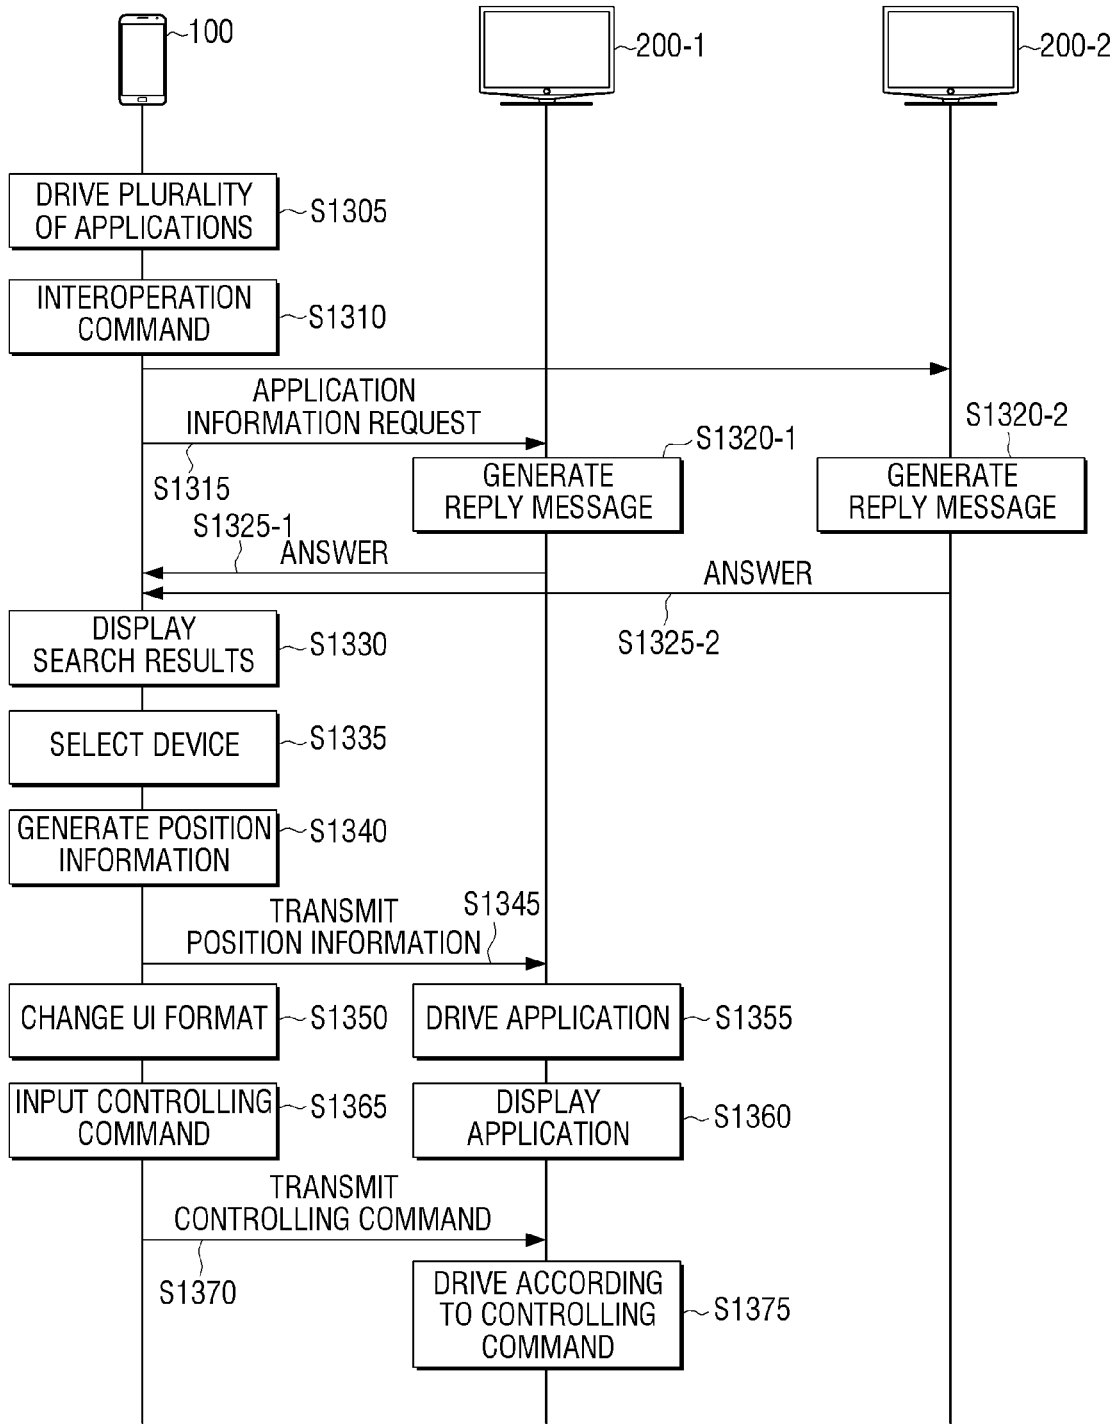 100
200-1
200-2
DRIVE PLURALITY
OF APPLICATIONS
S1305
INTEROPERATION
COMMAND
S1310
APPLICATION
INFORMATION REQUEST
S1315
S1320-1
S1320-2
GENERATE
REPLY MESSAGE
GENERATE
REPLY MESSAGE
S1325-1
ANSWER
ANSWER
S1325-2
DISPLAY
SEARCH RESULTS
S1330
SELECT DEVICE
S1335
GENERATE POSITION
INFORMATION
S1340
TRANSMIT
POSITION INFORMATION
S1345
CHANGE UI FORMAT
S1350
DRIVE APPLICATION
S1355
INPUT CONTROLLING
COMMAND
S1365
DISPLAY
APPLICATION
S1360
TRANSMIT
CONTROLLING COMMAND
S1370
DRIVE ACCORDING
TO CONTROLLING
COMMAND
S1375